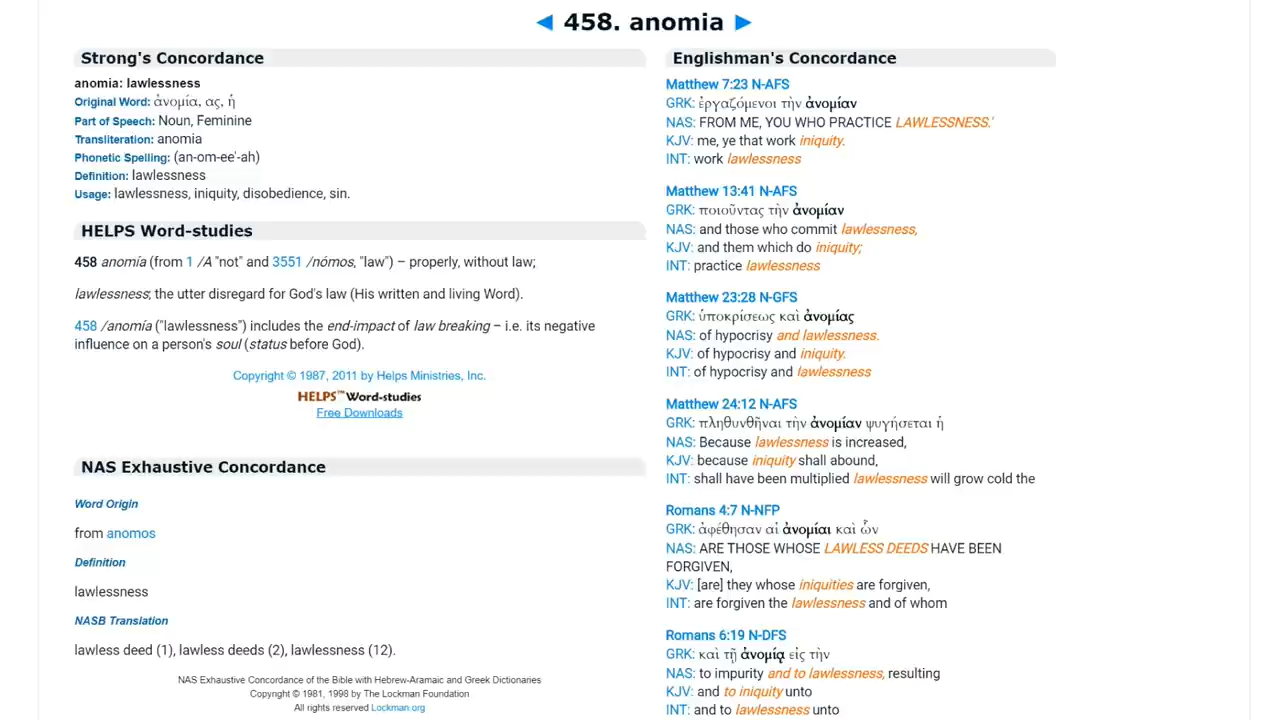 ◄ 458. anomia ►
Strong's Concordance
anomia: lawlessness
Original Word: ἀνομία, ας, ἡ
Part of Speech: Noun, Feminine
Transliteration: anomia
Phonetic Spelling: (an-om-ee'-ah)
Definition: lawlessness
Usage: lawlessness, iniquity, disobedience, sin.
HELPS Word-studies
458 anomía (from 1 /A "not" and 3551 /nómos, "law") – properly, without law;
lawlessness; the utter disregard for God's law (His written and living Word).
458 /anomía ("lawlessness") includes the end-impact of law breaking – i.e. its negative
influence on a person's soul (status before God).
Copyright © 1987, 2011 by Helps Ministries, Inc.
HELPS™ Word-studies
Free Downloads
NAS Exhaustive Concordance
Word Origin
from anomos
Definition
lawlessness
NASB Translation
lawless deed (1), lawless deeds (2), lawlessness (12).
NAS Exhaustive Concordance of the Bible with Hebrew-Aramaic and Greek Dictionaries
Copyright © 1981, 1998 by The Lockman Foundation
All rights reserved Lockman.org
Englishman's Concordance
Matthew 7:23 N-AFS
GRK: ἐργαζόμενοι τὴν ἀνομίαν
NAS: FROM ME, YOU WHO PRACTICE LAWLESSNESS.'
KJV: me, ye that work iniquity.
INT: work lawlessness
Matthew 13:41 N-AFS
GRK: ποιοῦντας τὴν ἀνομίαν
NAS: and those who commit lawlessness,
KJV: and them which do iniquity;
INT: practice lawlessness
Matthew 23:28 N-GFS
GRK: ὑποκρίσεως καὶ ἀνομίας
NAS: of hypocrisy and lawlessness.
KJV: of hypocrisy and iniquity.
INT: of hypocrisy and lawlessness
Matthew 24:12 N-AFS
GRK: πληθυνθῆναι τὴν ἀνομίαν ψυγήσεται ἡ
NAS: Because lawlessness is increased,
KJV: because iniquity shall abound,
INT: shall have been multiplied lawlessness will grow cold the
Romans 4:7 N-NFP
GRK: ἀφέθησαν αἱ ἀνομίαι καὶ ὧν
NAS: ARE THOSE WHOSE LAWLESS DEEDS HAVE BEEN
FORGIVEN,
KJV: [are] they whose iniquities are forgiven,
INT: are forgiven the lawlessness and of whom
Romans 6:19 N-DFS
GRK: καὶ τῇ ἀνομίᾳ εἰς τὴν
NAS: to impurity and to lawlessness, resulting
KJV: and to iniquity unto
INT: and to lawlessness unto